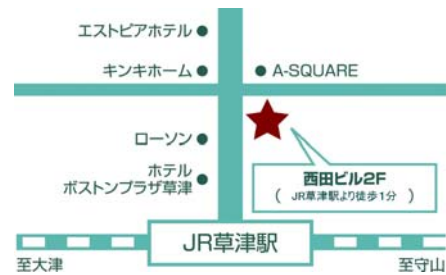 エストピアホテル
キンキホーム
A-SQUARE
ローソン
ホテル
ボストンプラザ草津
西田ビル2F
( JR草津駅より徒歩1分 )
JR草津駅
至大津
至守山